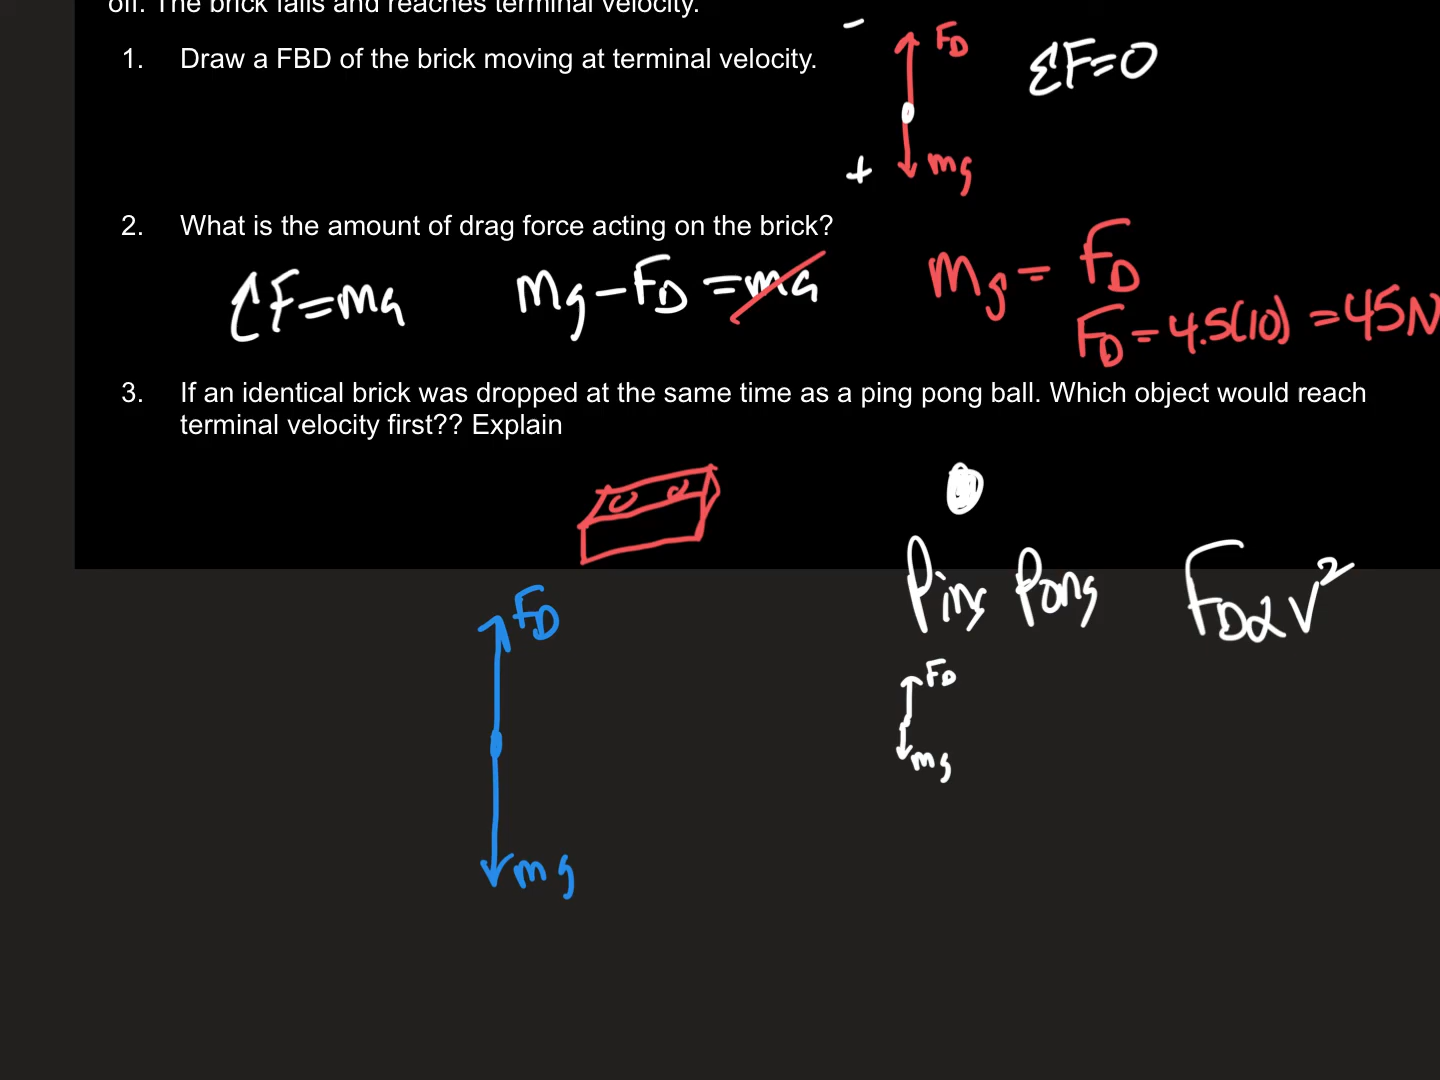 off. The brick falls and reaches terminal velocity.
1. Draw a FBD of the brick moving at terminal velocity.
- FD ΣF=0
+ mg
2. What is the amount of drag force acting on the brick?
ΣF=ma mg-FD=ma mg=FD
FD=4.5(10)=45N
3. If an identical brick was dropped at the same time as a ping pong ball. Which object would reach
terminal velocity first?? Explain
Ping Pong FDαv²
FD
FD
mg
mg